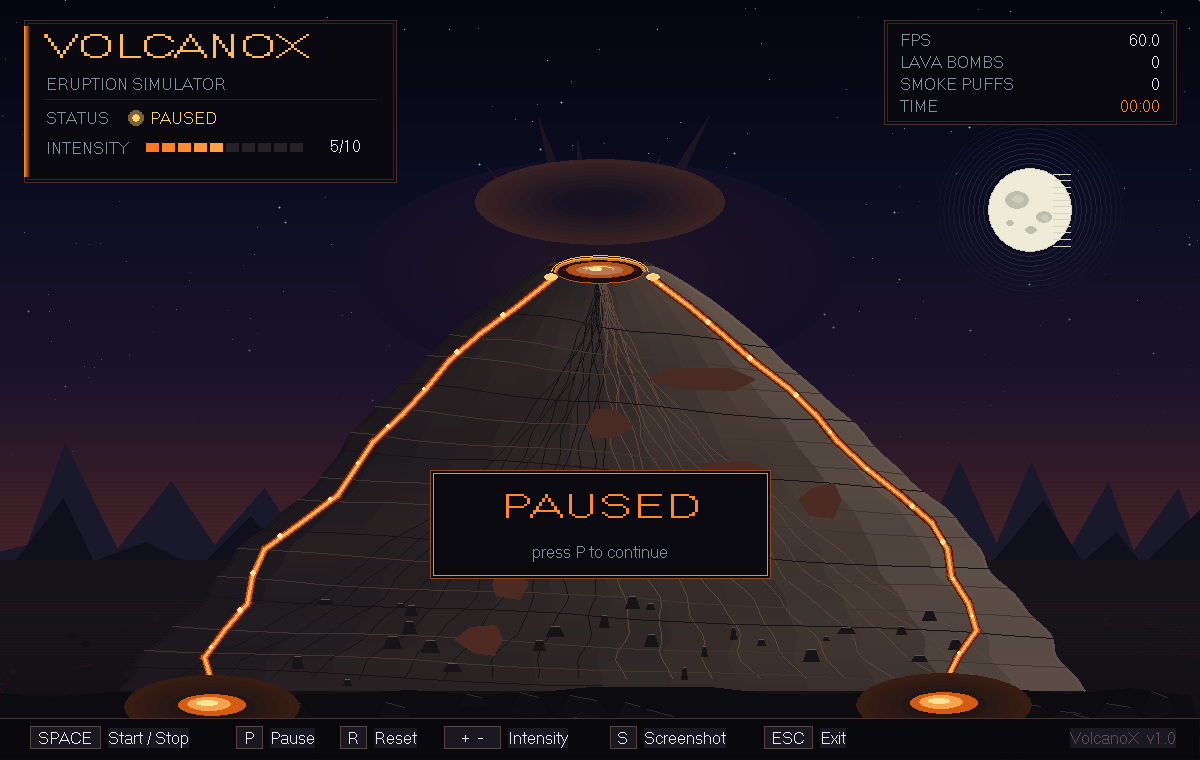 VOLCANOX
ERUPTION SIMULATOR
STATUS PAUSED
INTENSITY 5/10
FPS 60.0
LAVA BOMBS 0
SMOKE PUFFS 0
TIME 00:00
PAUSED
press P to continue
SPACE Start / Stop P Pause R Reset + - Intensity S Screenshot ESC Exit VolcanoX v1.0